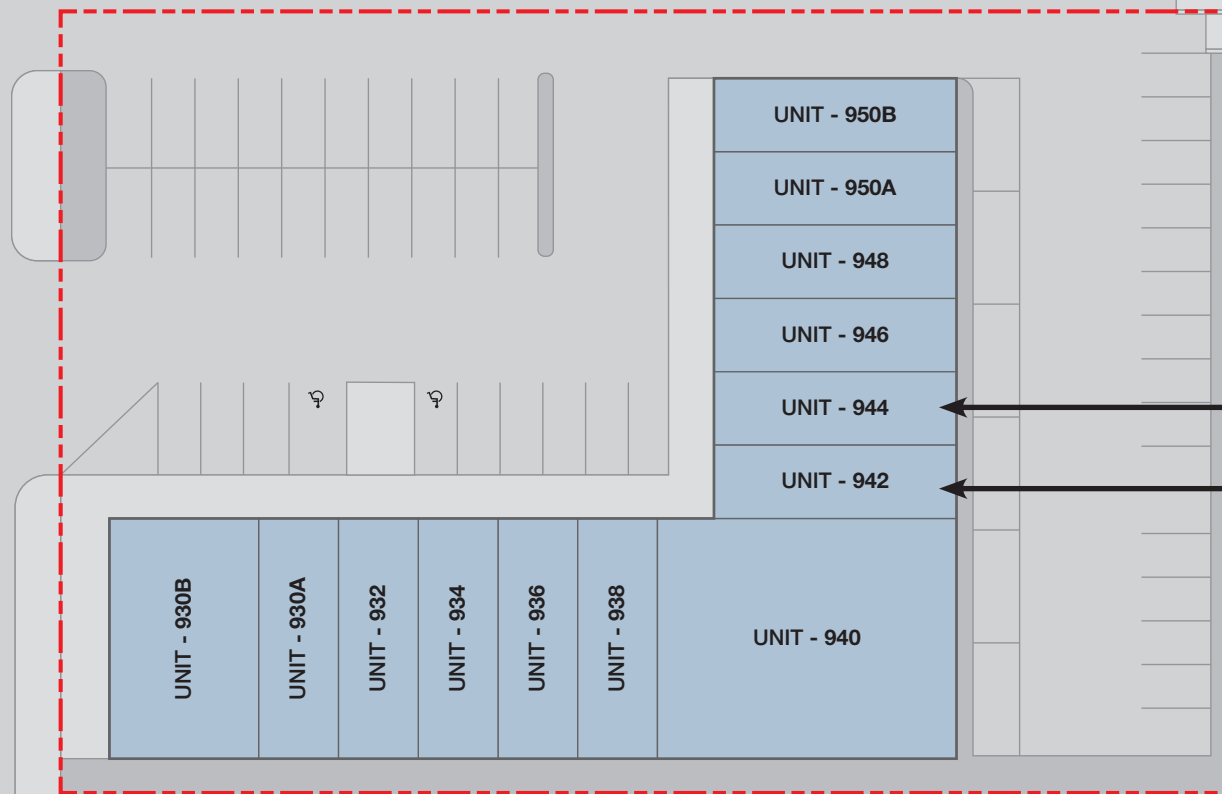 UNIT - 950B
UNIT - 950A
UNIT - 948
UNIT - 946
UNIT - 944
UNIT - 942
UNIT - 930B
UNIT - 930A
UNIT - 932
UNIT - 934
UNIT - 936
UNIT - 938
UNIT - 940